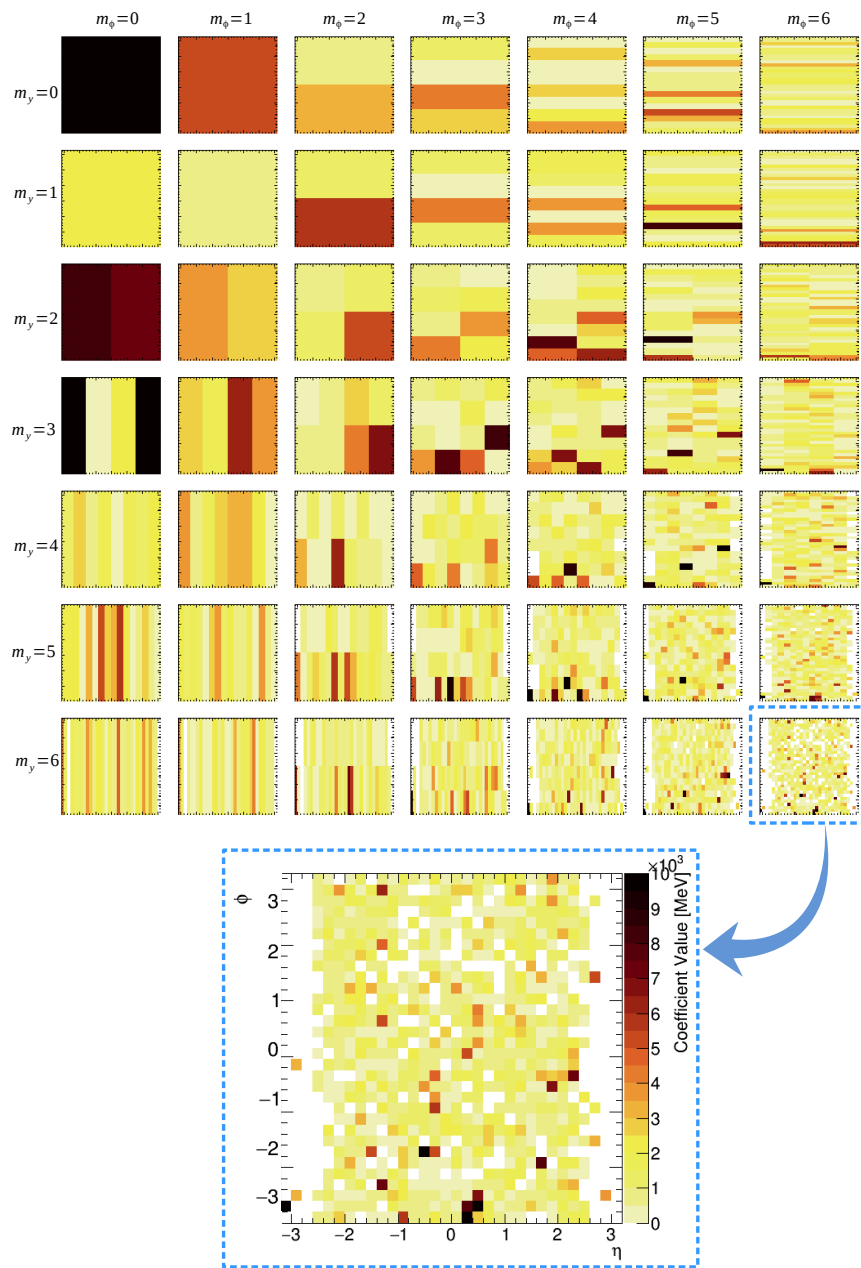 m_ϕ=0 m_ϕ=1 m_ϕ=2 m_ϕ=3 m_ϕ=4 m_ϕ=5 m_ϕ=6
m_y=0
m_y=1
m_y=2
m_y=3
m_y=4
m_y=5
m_y=6
×10³
ϕ
3
2
1
0
−1
−2
−3
−3 −2 −1 0 1 2 3
η
10
9
8
7
6
5
4
3
2
1
0
Coefficient Value [MeV]